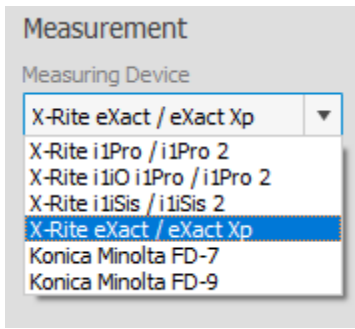 Measurement
Measuring Device
X-Rite eXact / eXact Xp
X-Rite i1Pro / i1Pro 2
X-Rite i1iO i1Pro / i1Pro 2
X-Rite i1iSis / i1iSis 2
X-Rite eXact / eXact Xp
Konica Minolta FD-7
Konica Minolta FD-9